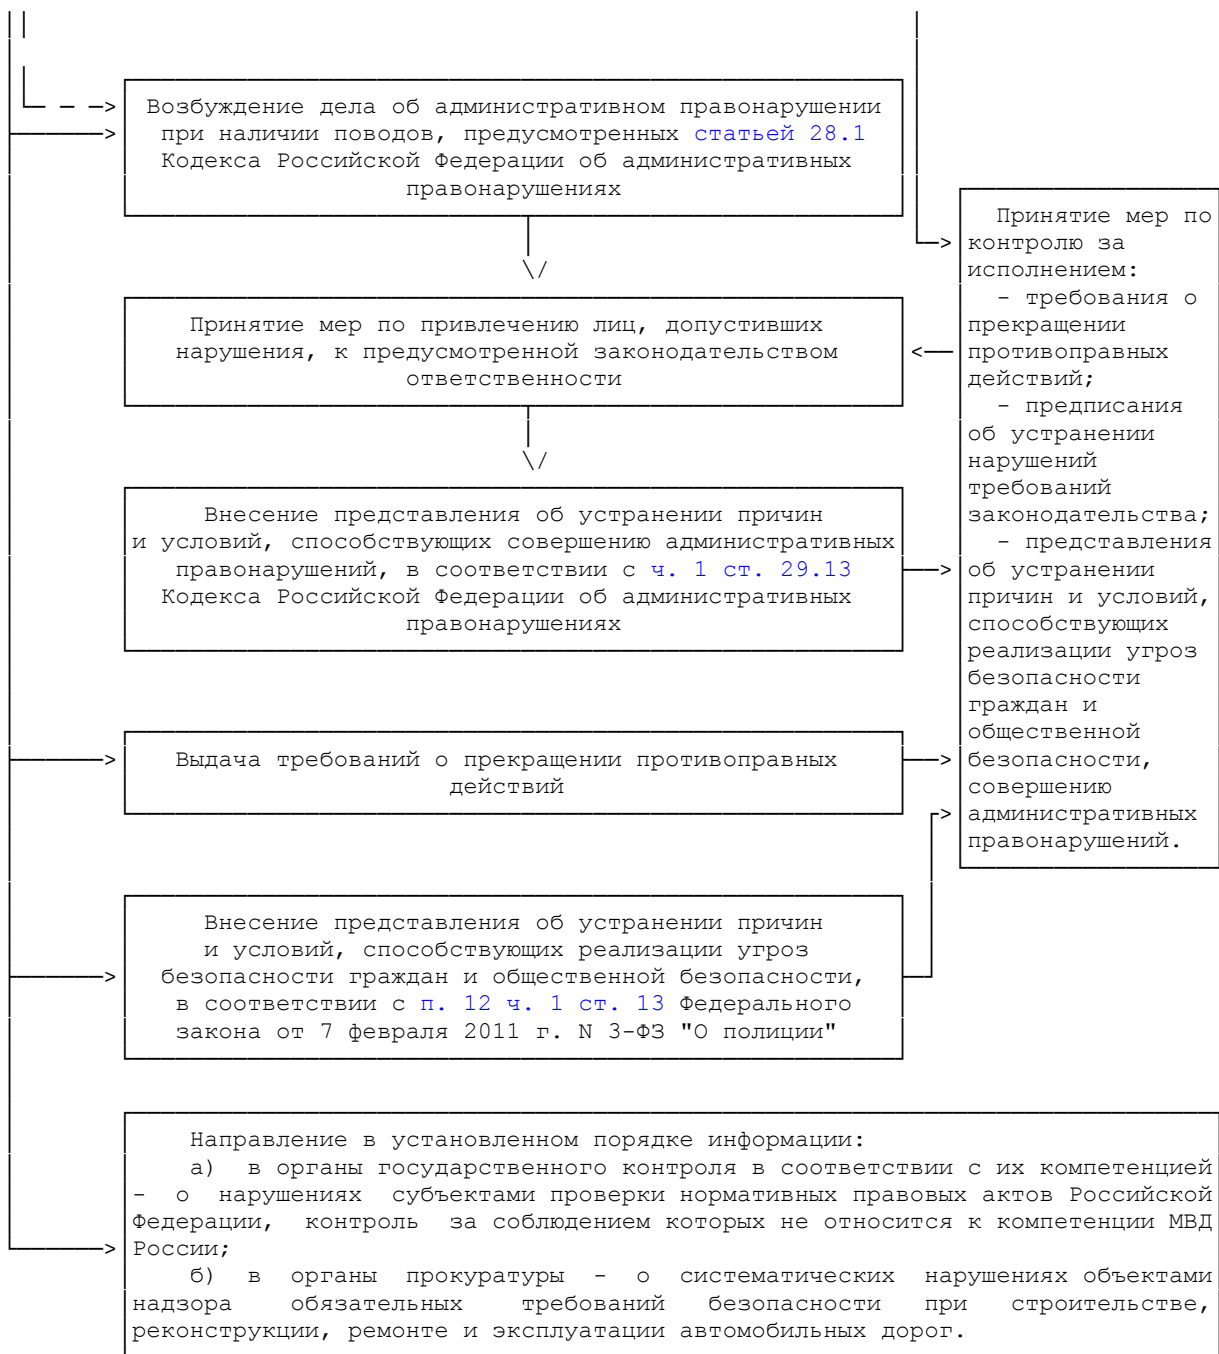 Возбуждение дела об административном правонарушении
при наличии поводов, предусмотренных статьей 28.1
Кодекса Российской Федерации об административных
правонарушениях
Принятие мер по привлечению лиц, допустивших
нарушения, к предусмотренной законодательством
ответственности
Внесение представления об устранении причин
и условий, способствующих совершению административных
правонарушений, в соответствии с ч. 1 ст. 29.13
Кодекса Российской Федерации об административных
правонарушениях
Выдача требований о прекращении противоправных
действий
Внесение представления об устранении причин
и условий, способствующих реализации угроз
безопасности граждан и общественной безопасности,
в соответствии с п. 12 ч. 1 ст. 13 Федерального
закона от 7 февраля 2011 г. N 3-ФЗ "О полиции"
Принятие мер по
контролю за
исполнением:
- требования о
прекращении
противоправных
действий;
- предписания
об устранении
нарушений
требований
законодательства;
- представления
об устранении
причин и условий,
способствующих
реализации угроз
безопасности
граждан и
общественной
безопасности,
совершению
административных
правонарушений.
Направление в установленном порядке информации:
а) в органы государственного контроля в соответствии с их компетенцией
- о нарушениях субъектами проверки нормативных правовых актов Российской
Федерации, контроль за соблюдением которых не относится к компетенции МВД
России;
б) в органы прокуратуры - о систематических нарушениях объектами
надзора обязательных требований безопасности при строительстве,
реконструкции, ремонте и эксплуатации автомобильных дорог.